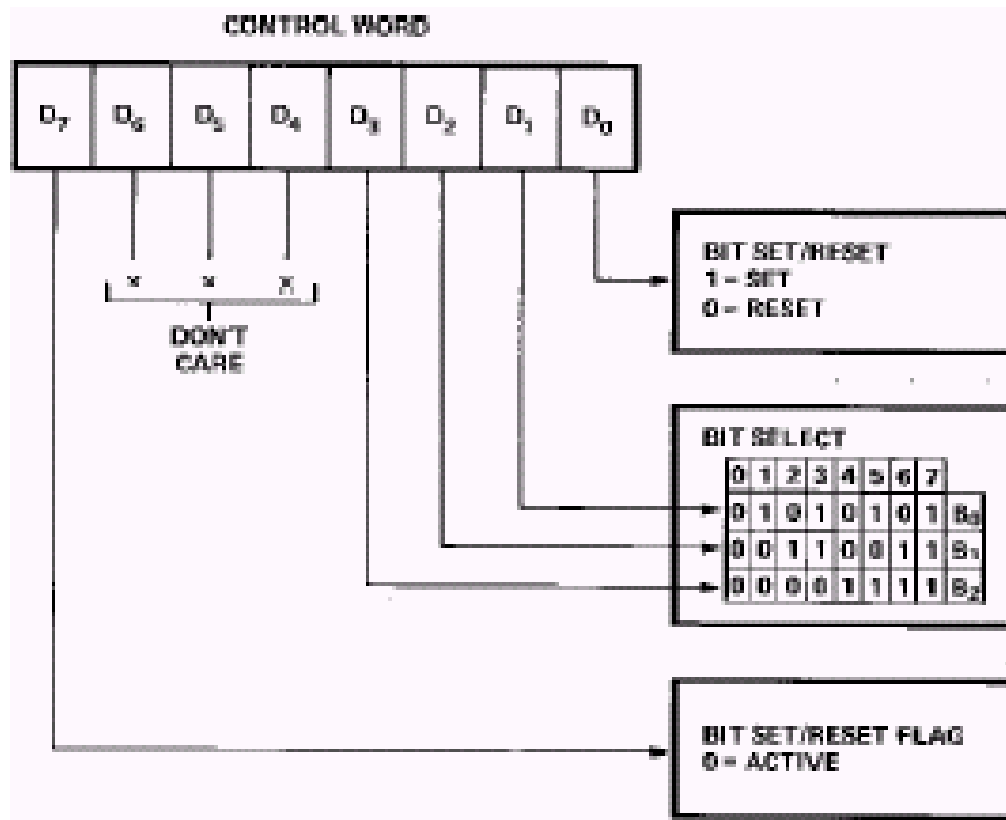 CONTROL WORD
D7 D6 D5 D4 D3 D2 D1 D0
X X X
DON'T
CARE
BIT SET/RESET
1 = SET
0 = RESET
BIT SELECT
0 1 2 3 4 5 6 7
0 1 0 1 0 1 0 1 B0
0 0 1 1 0 0 1 1 B1
0 0 0 0 1 1 1 1 B2
BIT SET/RESET FLAG
0 = ACTIVE